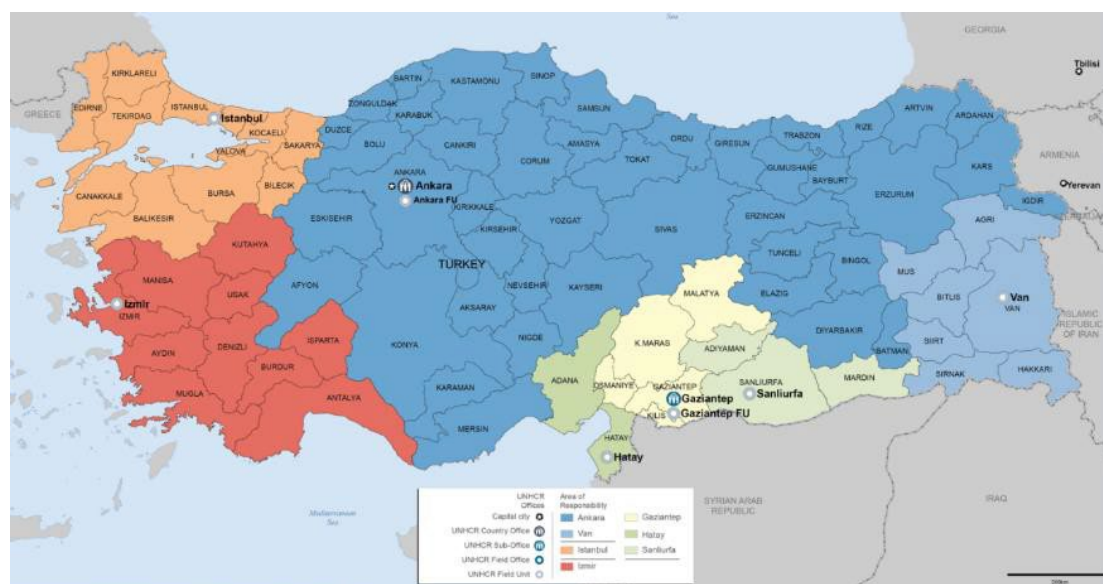 Sea
GEORGIA
Tbilisi
GREECE
ARMENIA
Yerevan
ISLAMIC
REPUBLIC
OF IRAN
IRAQ
SYRIAN ARAB
REPUBLIC
Mediterranean
Sea
TURKEY
KIRKLARELI
EDIRNE
TEKIRDAG
ISTANBUL
Istanbul
KOCAELI
YALOVA
SAKARYA
CANAKKALE
BURSA
BILECIK
BALIKESIR
KUTAHYA
MANISA
USAK
Izmir
IZMIR
AYDIN
DENIZLI
ISPARTA
BURDUR
MUGLA
ANTALYA
BARTIN
KASTAMONU
SINOP
ZONGULDAK
KARABUK
SAMSUN
DUZCE
BOLU
CANKIRI
CORUM
AMASYA
TOKAT
ORDU
GIRESUN
TRABZON
RIZE
ARTVIN
ARDAHAN
GUMUSHANE
BAYBURT
KARS
ERZURUM
IGDIR
ANKARA
Ankara
Ankara FU
KIRIKKALE
ESKISEHIR
KIRSEHIR
YOZGAT
SIVAS
ERZINCAN
TUNCELI
BINGOL
AFYON
AKSARAY
NEVSEHIR
KAYSERI
ELAZIG
DIYARBAKIR
BATMAN
KONYA
NIGDE
KARAMAN
MERSIN
AGRI
MUS
BITLIS
Van
VAN
SIIRT
SIRNAK
HAKKARI
MALATYA
K.MARAS
ADIYAMAN
ADANA
OSMANIYE
GAZIANTEP
Gaziantep
KILIS
Gaziantep FU
SANLIURFA
Sanliurfa
MARDIN
HATAY
Hatay
UNHCR
Offices
Capital city
UNHCR Country Office
UNHCR Sub-Office
UNHCR Field Office
UNHCR Field Unit
Area of
Responsibility
Ankara
Van
Istanbul
Izmir
Gaziantep
Hatay
Sanliurfa